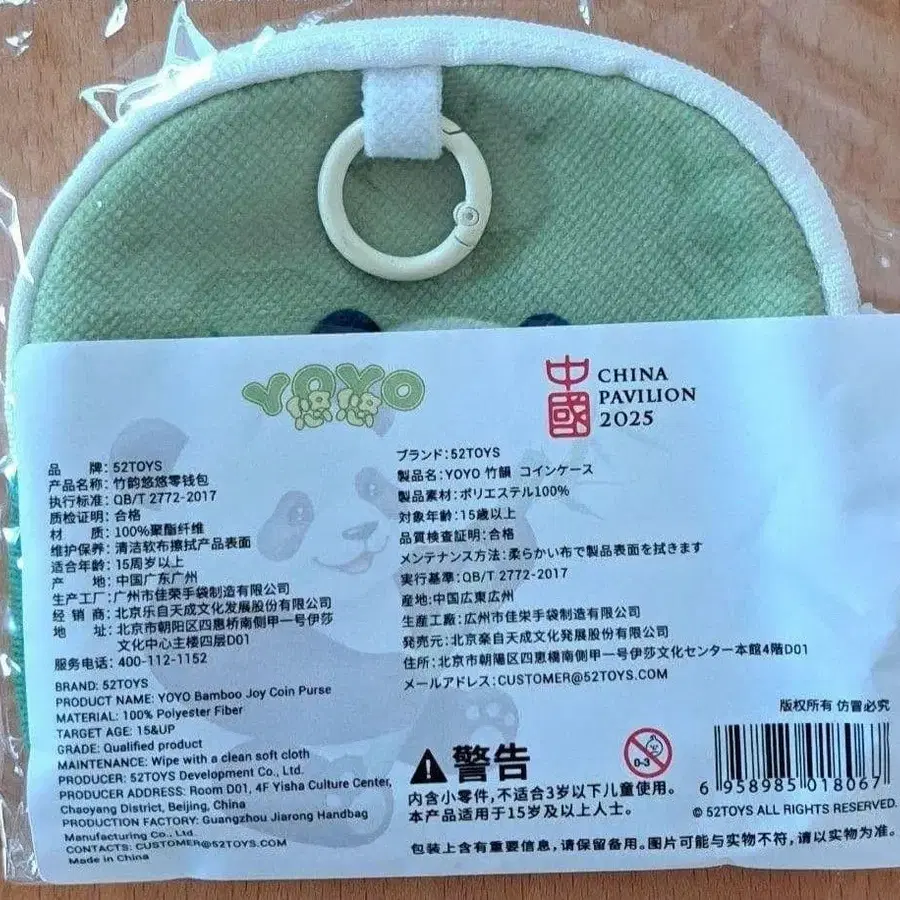 YOYO
悠悠
中國
CHINA
PAVILION
2025
品 牌: 52TOYS
产品名称: 竹韵悠悠零钱包
执行标准: QB/T 2772-2017
质检证明: 合格
材 质: 100%聚酯纤维
维护保养: 清洁软布擦拭产品表面
适合年龄: 15周岁以上
产 地: 中国广东广州
生产工厂: 广州市佳荣手袋制造有限公司
经 销 商: 北京乐自天成文化发展股份有限公司
地 址: 北京市朝阳区四惠桥南侧甲一号伊莎
文化中心主楼四层D01
服务电话: 400-112-1152
BRAND: 52TOYS
PRODUCT NAME: YOYO Bamboo Joy Coin Purse
MATERIAL: 100% Polyester Fiber
TARGET AGE: 15&UP
GRADE: Qualified product
MAINTENANCE: Wipe with a clean soft cloth
PRODUCER: 52TOYS Development Co., Ltd.
PRODUCER ADDRESS: Room D01, 4F Yisha Culture Center,
Chaoyang District, Beijing, China
PRODUCTION FACTORY: Guangzhou Jiarong Handbag
Manufacturing Co., Ltd.
CONTACTS: CUSTOMER@52TOYS.COM
Made in China
ブランド: 52TOYS
製品名: YOYO 竹韻 コインケース
製品素材: ポリエステル100%
対象年齢: 15歳以上
品質検査証明: 合格
メンテナンス方法: 柔らかい布で製品表面を拭きます
実行基準: QB/T 2772-2017
産地: 中国広東広州
生産工廠: 広州市佳栄手袋制造有限公司
発売元: 北京楽自天成文化発展股份有限公司
住所: 北京市朝陽区四恵橋南側甲一号伊莎文化センター本館4階D01
メールアドレス: CUSTOMER@52TOYS.COM
版权所有 仿冒必究
警告
0-3
内含小零件, 不适合3岁以下儿童使用。
本产品适用于15岁及以上人士。
6 958985 018067
© 52TOYS ALL RIGHTS RESERVED.
包装上含有重要信息, 请保留备用。图片可能与实物不符, 请以实物为准。